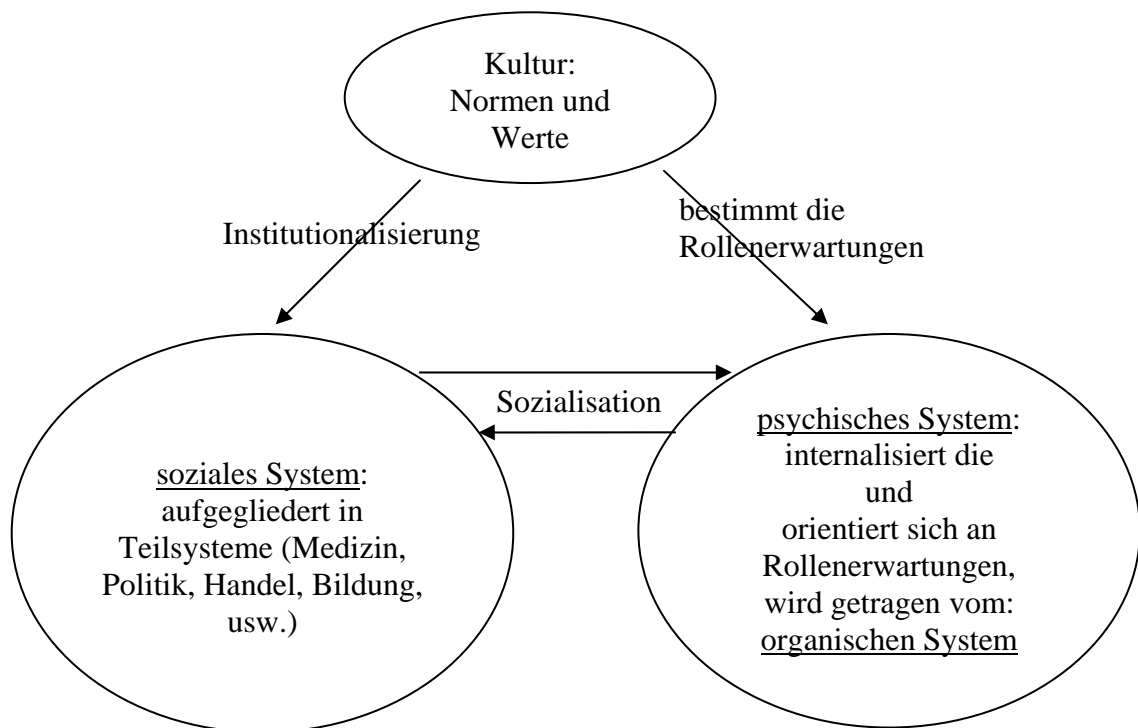 Kultur:
Normen und
Werte
Institutionalisierung
bestimmt die
Rollenerwartungen
Sozialisation
soziales System:
aufgegliedert in
Teilsysteme (Medizin,
Politik, Handel, Bildung,
usw.)
psychisches System:
internalisiert die
und
orientiert sich an
Rollenerwartungen,
wird getragen vom:
organischen System